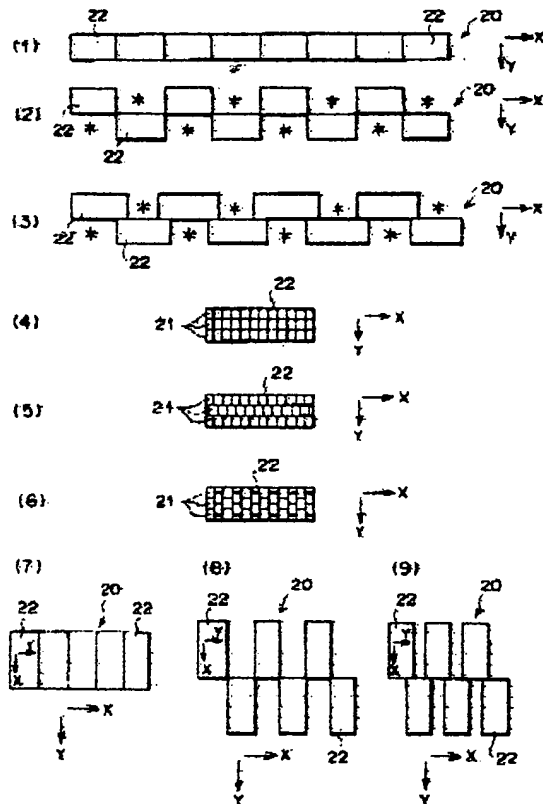 (1) 22 22 20 X
Y
(2) 22 * * * * 20 X
* 22 * * * Y
(3) 22 * * * * 20 X
* 22 * * * Y
(4) 22
21 X
Y
(5) 22
21 X
Y
(6) 22
21 X
Y
(7) (8) (9)
22 20 22 22 20 22 20
Y Y Y
X X X
22 22
X X X
Y Y Y